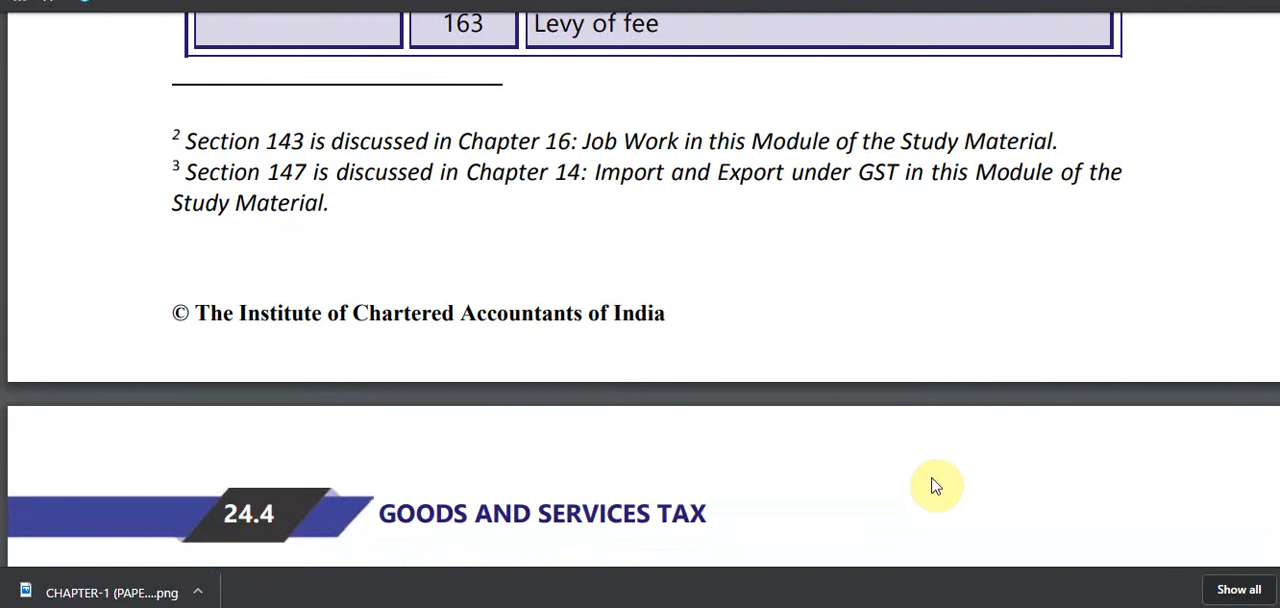 163 Levy of fee
2 Section 143 is discussed in Chapter 16: Job Work in this Module of the Study Material.
3 Section 147 is discussed in Chapter 14: Import and Export under GST in this Module of the
Study Material.
© The Institute of Chartered Accountants of India
24.4 GOODS AND SERVICES TAX
CHAPTER-1 (PAPE....png
Show all